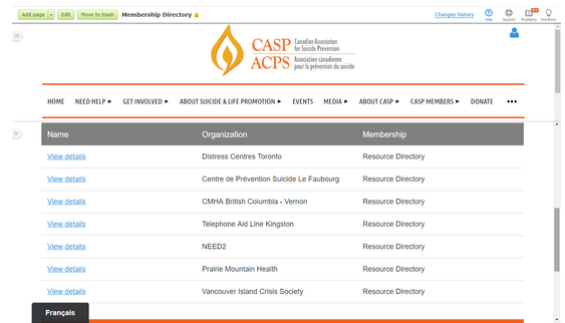 Add page Edit Move to trash Membership Directory Changes history Help Support Academy Feedback
CASP Canadian Association for Suicide Prevention
ACPS Association canadienne pour la prévention du suicide
HOME NEED HELP ▸ GET INVOLVED ▸ ABOUT SUICIDE & LIFE PROMOTION ▸ EVENTS MEDIA ▸ ABOUT CASP ▸ CASP MEMBERS ▸ DONATE •••
Name Organization Membership
View details Distress Centres Toronto Resource Directory
View details Centre de Prévention Suicide Le Faubourg Resource Directory
View details CMHA British Columbia - Vernon Resource Directory
View details Telephone Aid Line Kingston Resource Directory
View details NEED2 Resource Directory
View details Prairie Mountain Health Resource Directory
View details Vancouver Island Crisis Society Resource Directory
Français